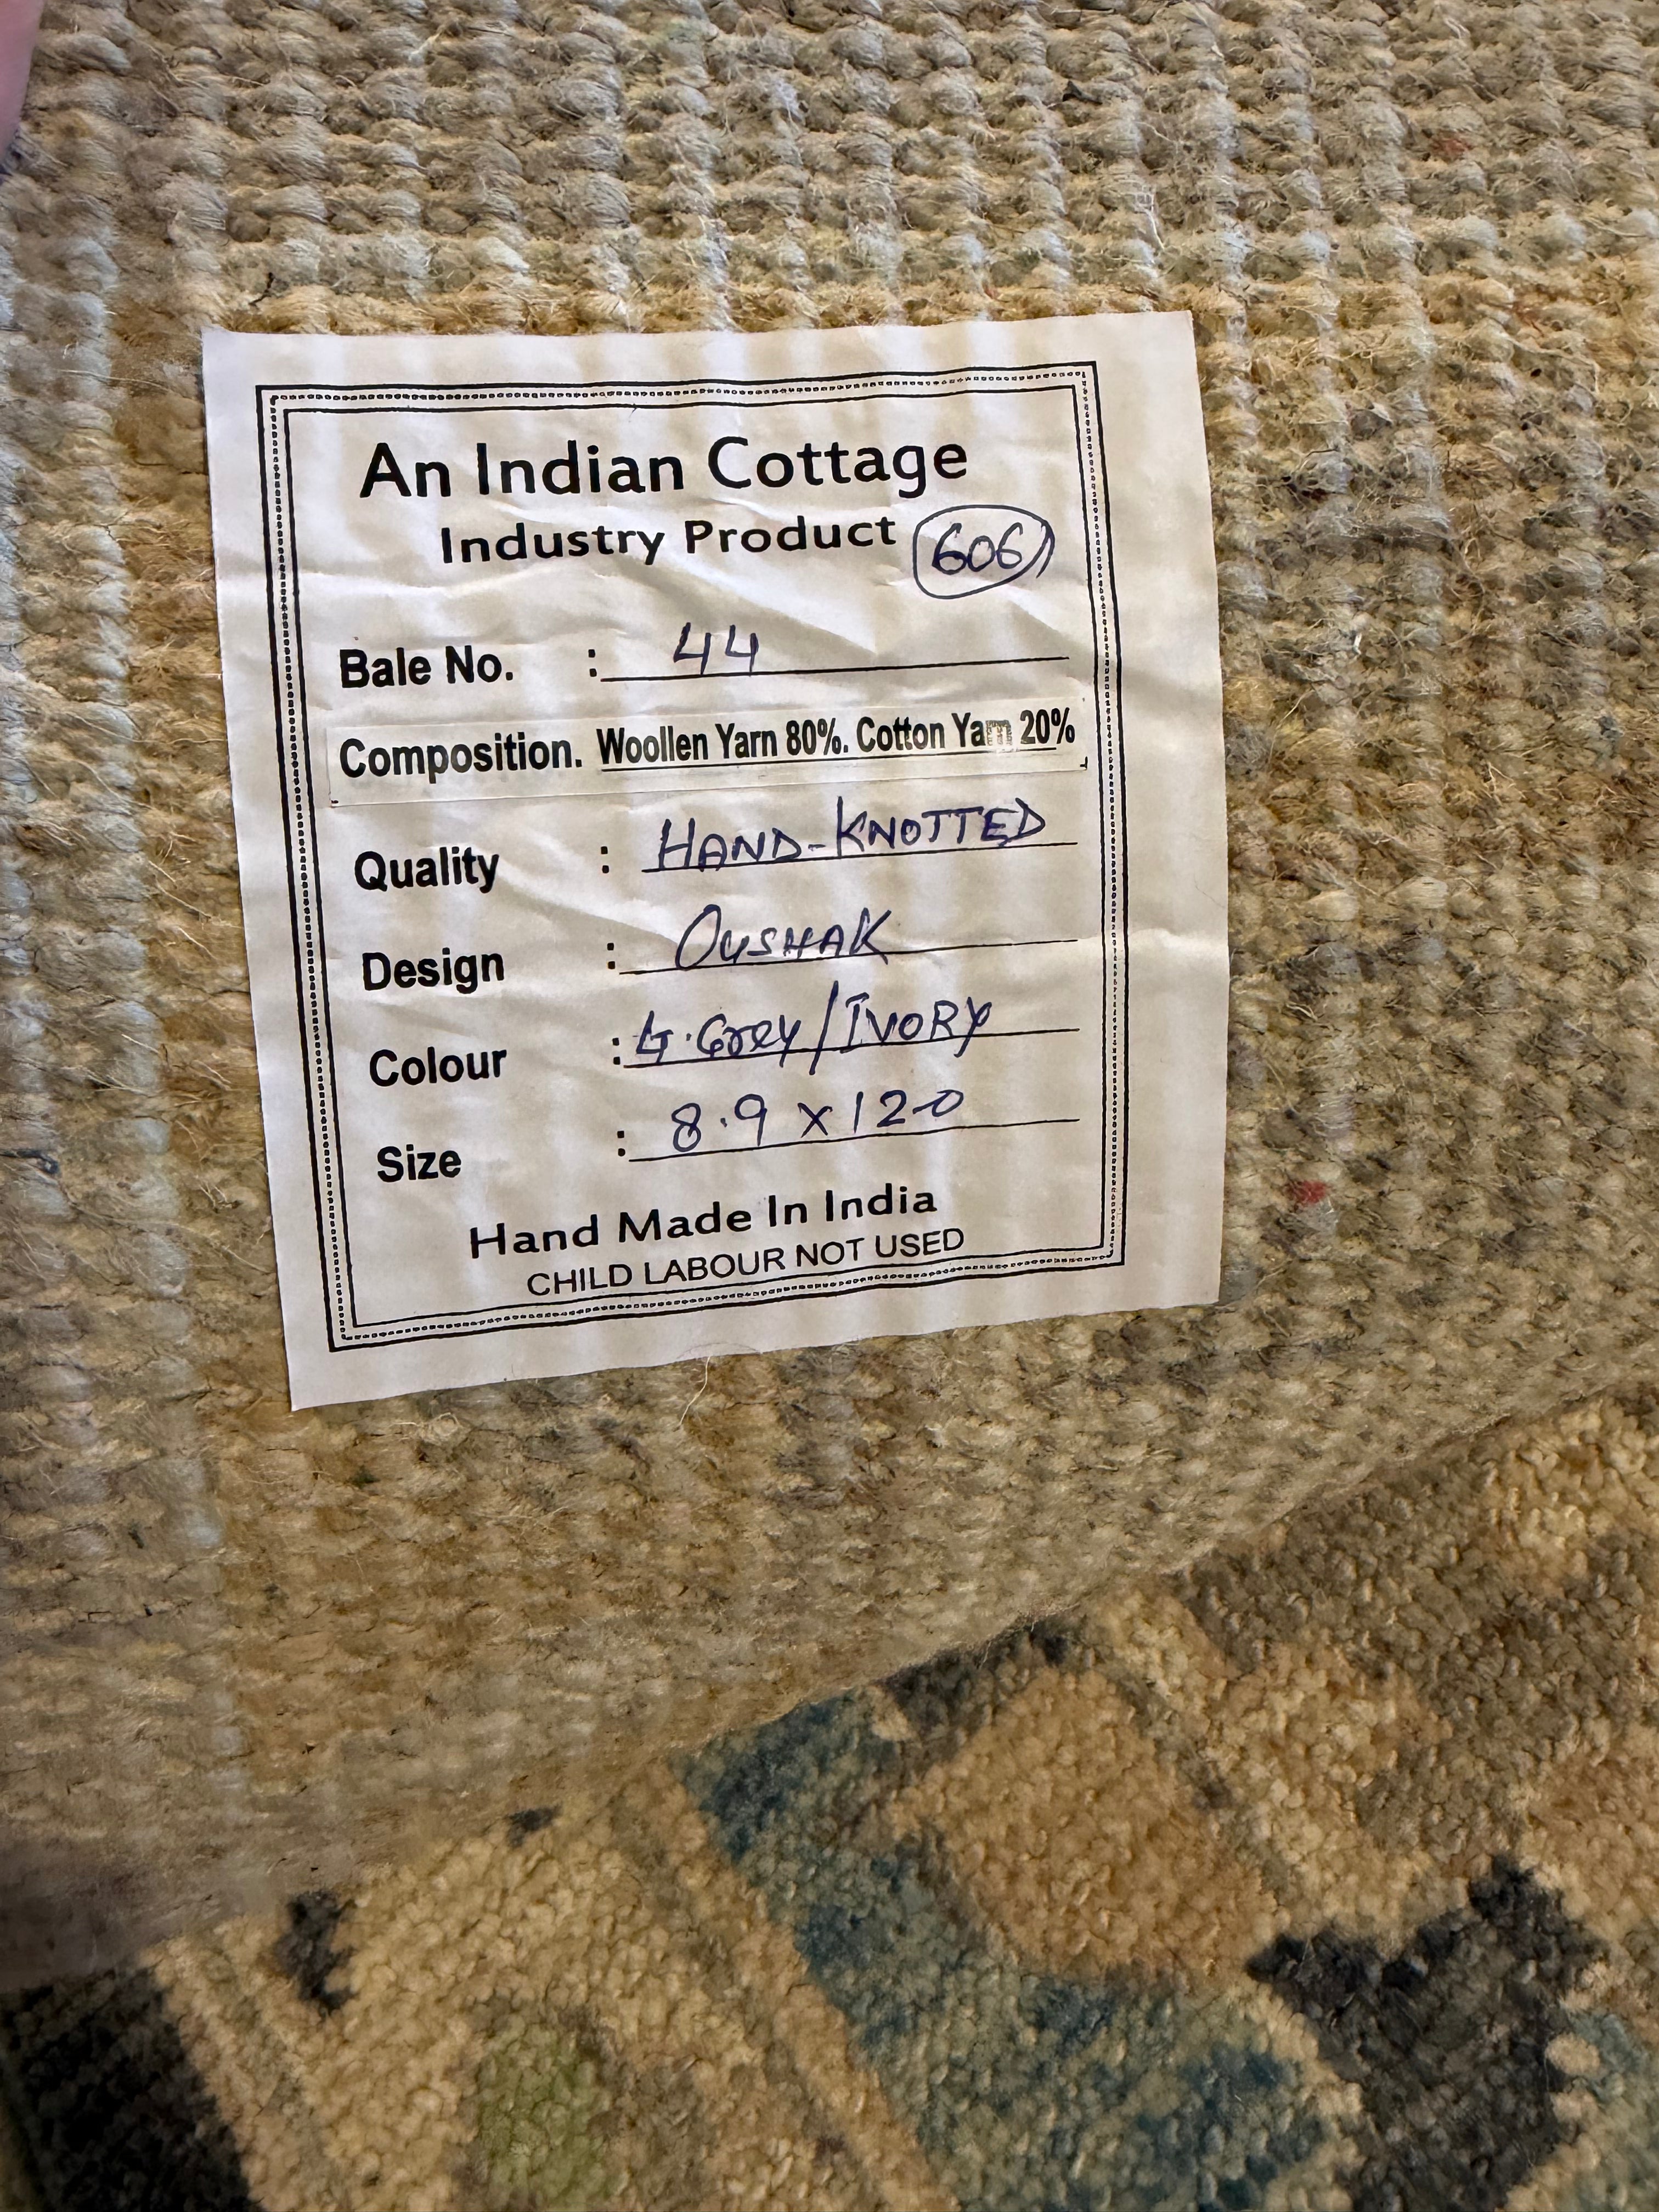 An Indian Cottage
Industry Product 606
Bale No. : 44
Composition. Woollen Yarn 80%. Cotton Yarn 20%
Quality : HAND-KNOTTED
Design : OUSHAK
Colour : LT. Grey/IVORY
Size : 8.9 x 12-0
Hand Made In India
CHILD LABOUR NOT USED